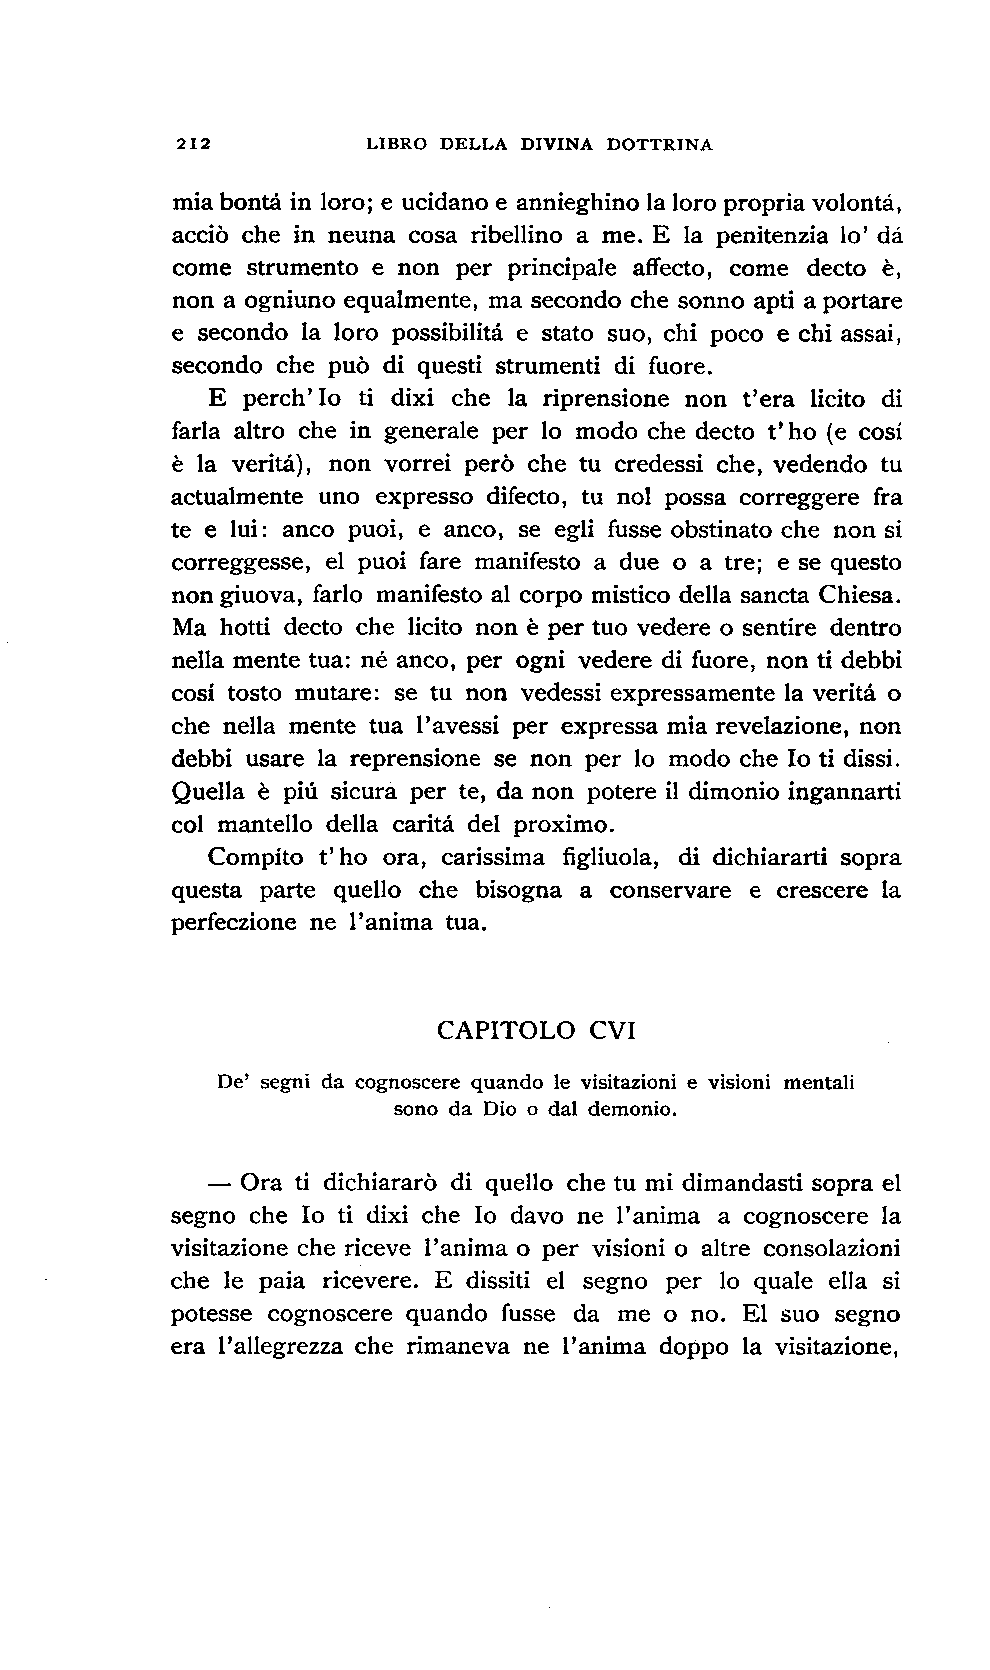 212 LIBRO DELLA DIVINA DOTTRINA
mia bontá in loro; e ucidano e annieghino la loro propria volontá,
acciò che in neuna cosa ribellino a me. E la penitenzia lo' dá
come strumento e non per principale affecto, come decto è,
non a ogniuno equalmente, ma secondo che sonno apti a portare
e secondo la loro possibilitá e stato suo, chi poco e chi assai,
secondo che può di questi strumenti di fuore.
E perch' Io ti dixi che la riprensione non t'era licito di
farla altro che in generale per lo modo che decto t' ho (e cosí
è la veritá), non vorrei però che tu credessi che, vedendo tu
actualmente uno expresso difecto, tu nol possa correggere fra
te e lui: anco puoi, e anco, se egli fusse obstinato che non si
correggesse, el puoi fare manifesto a due o a tre; e se questo
non giuova, farlo manifesto al corpo mistico della sancta Chiesa.
Ma hotti decto che licito non è per tuo vedere o sentire dentro
nella mente tua: né anco, per ogni vedere di fuore, non ti debbi
cosí tosto mutare: se tu non vedessi expressamente la veritá o
che nella mente tua l'avessi per expressa mia revelazione, non
debbi usare la reprensione se non per lo modo che Io ti dissi.
Quella è piú sicura per te, da non potere il dimonio ingannarti
col mantello della caritá del proximo.
Compito t' ho ora, carissima figliuola, di dichiararti sopra
questa parte quello che bisogna a conservare e crescere la
perfeczione ne l'anima tua.
CAPITOLO CVI
De' segni da cognoscere quando le visitazioni e visioni mentali
sono da Dio o dal demonio.
— Ora ti dichiararò di quello che tu mi dimandasti sopra el
segno che Io ti dixi che Io davo ne l'anima a cognoscere la
visitazione che riceve l'anima o per visioni o altre consolazioni
che le paia ricevere. E dissiti el segno per lo quale ella si
potesse cognoscere quando fusse da me o no. El suo segno
era l'allegrezza che rimaneva ne l'anima doppo la visitazione,